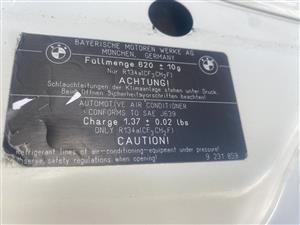 BAYERISCHE MOTOREN WERKE AG
MÜNCHEN, GERMANY
Füllmenge 620 ± 10g
Nur R134a(CF₃CH₂F)
ACHTUNG!
Schlauchleitungen der Klimaanlage stehen unter Druck.
Beim Öffnen Sicherheitsvorschriften beachten!
AUTOMOTIVE AIR CONDITIONER
CONFORMS TO SAE J639
Charge 1.37 ± 0.02 lbs
ONLY R134a(CF₃CH₂F)
CAUTION!
Refrigerant lines of air-conditioning-equipment under pressure
Observe safety regulations when opening!
9 231 859